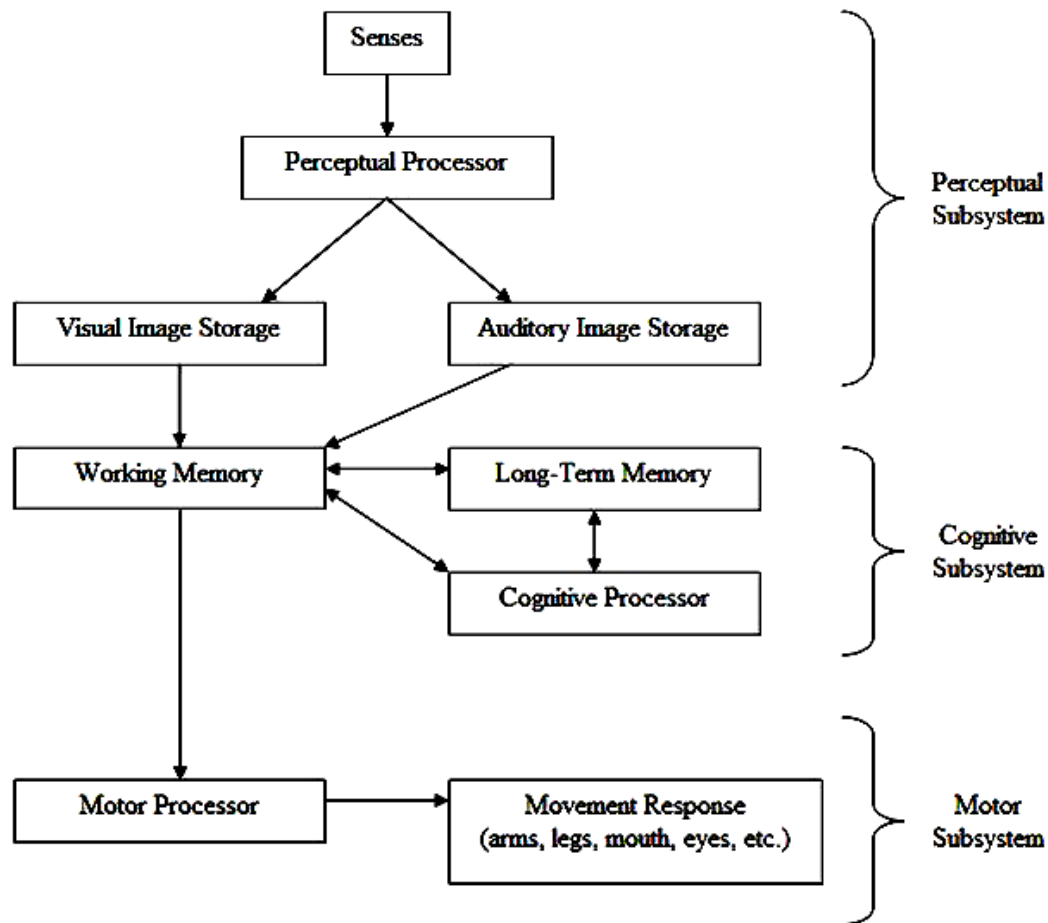 Senses
Perceptual Processor
Perceptual
Subsystem
Visual Image Storage
Auditory Image Storage
Working Memory
Long-Term Memory
Cognitive
Subsystem
Cognitive Processor
Motor Processor
Movement Response
(arms, legs, mouth, eyes, etc.)
Motor
Subsystem